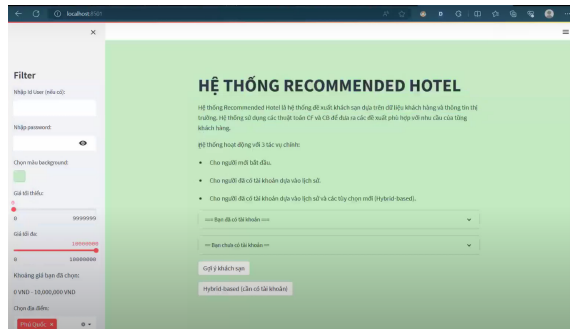 localhost:8501
Filter
Nhập Id User (nếu có):
Nhập password:
Chọn màu background:
Giá tối thiểu:
0
0 9999999
Giá tối đa:
10000000
0 10000000
Khoảng giá bạn đã chọn:
0 VND - 10,000,000 VND
Chọn địa điểm:
Phú Quốc
HỆ THỐNG RECOMMENDED HOTEL
Hệ thống Recommended Hotel là hệ thống đề xuất khách sạn dựa trên dữ liệu khách hàng và thông tin thị
trường. Hệ thống sử dụng các thuật toán CF và CB để đưa ra các đề xuất phù hợp với nhu cầu của từng
khách hàng.
Hệ thống hoạt động với 3 tác vụ chính:
Cho người mới bắt đầu.
Cho người đã có tài khoản dựa vào lịch sử.
Cho người đã có tài khoản dựa vào lịch sử và các tùy chọn mới (Hybrid-based).
=== Bạn đã có tài khoản ===
=== Bạn chưa có tài khoản ===
Gợi ý khách sạn
Hybrid-based (cần có tài khoản)